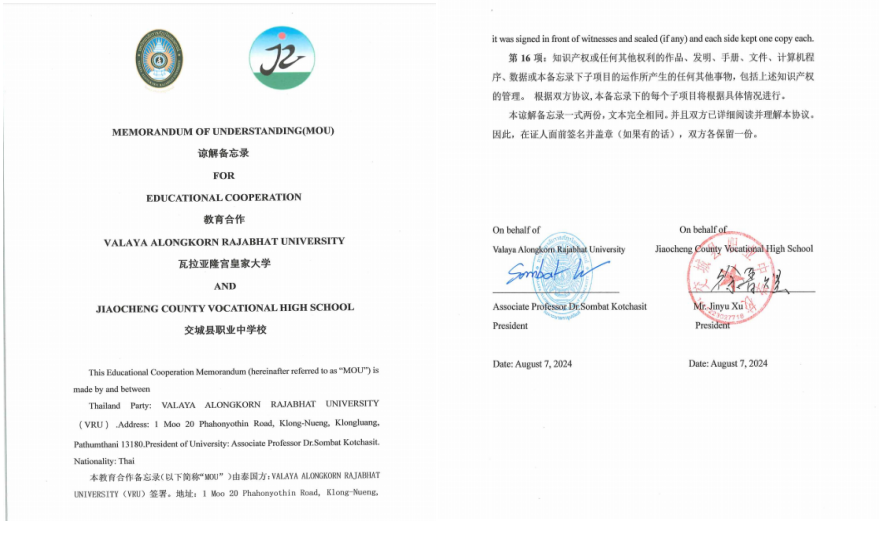 MEMORANDUM OF UNDERSTANDING(MOU)
谅解备忘录
FOR
EDUCATIONAL COOPERATION
教育合作
VALAYA ALONGKORN RAJABHAT UNIVERSITY
瓦拉亚隆宫皇家大学
AND
JIAOCHENG COUNTY VOCATIONAL HIGH SCHOOL
交城县职业中学校
This Educational Cooperation Memorandum (hereinafter referred to as “MOU”) is
made by and between
Thailand Party: VALAYA ALONGKORN RAJABHAT UNIVERSITY
（VRU）.Address: 1 Moo 20 Phahonyothin Road, Klong-Nueng, Klongluang,
Pathumthani 13180.President of University: Associate Professor Dr.Sombat Kotchasit.
Nationality: Thai
本教育合作备忘录(以下简称“MOU”)由泰国方:VALAYA ALONGKORN RAJABHAT
UNIVERSITY（VRU）签署。地址: 1 Moo 20 Phahonyothin Road, Klong-Nueng,
it was signed in front of witnesses and sealed (if any) and each side kept one copy each.
第 16 项: 知识产权或任何其他权利的作品、发明、手册、文件、计算机程
序、数据或本备忘录下子项目的运作所产生的任何其他事物，包括上述知识产权
的管理。 根据双方协议,本备忘录下的每个子项目将根据具体情况进行。
本谅解备忘录一式两份，文本完全相同。并且双方已详细阅读并理解本协议。
因此，在证人面前签名并盖章（如果有的话），双方各保留一份。
On behalf of
Valaya Alongkorn Rajabhat University
Sombat
Associate Professor Dr.Sombat Kotchasit
President
Date: August 7, 2024
On behalf of
Jiaocheng County Vocational High School
Mr. Jinyu Xu
President
Date: August 7, 2024